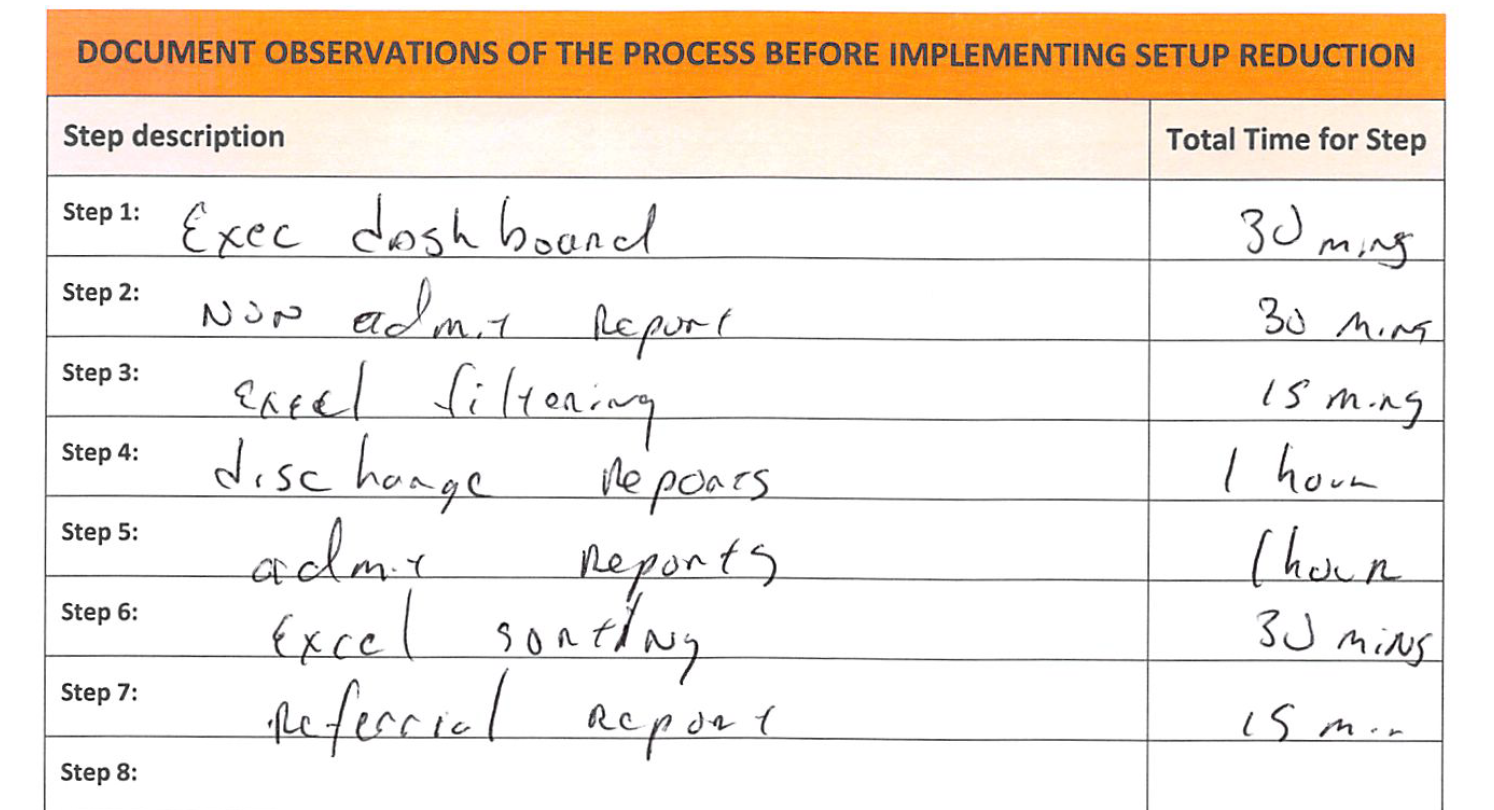 DOCUMENT OBSERVATIONS OF THE PROCESS BEFORE IMPLEMENTING SETUP REDUCTION
Step description Total Time for Step
Step 1: Exec dashboard 30 mins
Step 2: Non admit Report 30 mins
Step 3: Excel filtering 15 mins
Step 4: discharge Reports 1 hour
Step 5: admit Reports 1 hour
Step 6: Excel sorting 30 mins
Step 7: Referrial Report 15 min
Step 8: